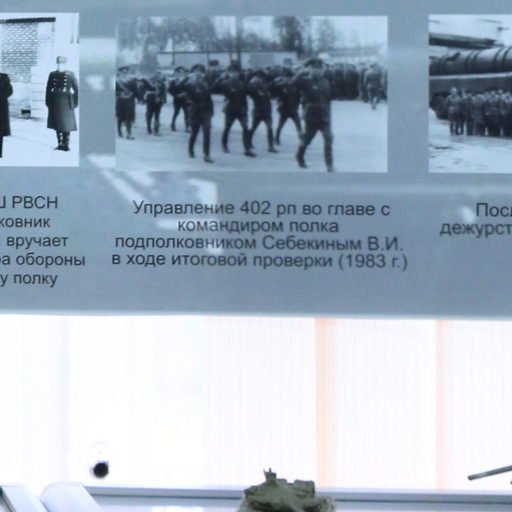 Ш РВСН
ковник
вручает
ра обороны
у полку
Управление 402 рп во главе с
командиром полка
подполковником Себекиным В.И.
в ходе итоговой проверки (1983 г.)
Посл
дежурст